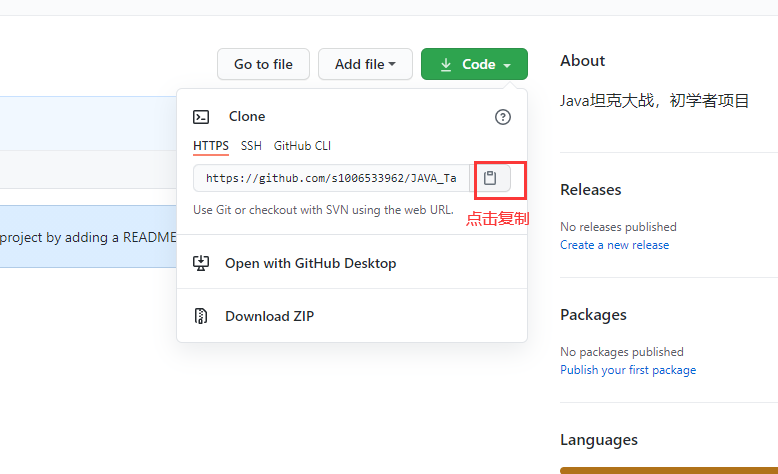 Go to file
Add file
Code
Clone
HTTPS SSH GitHub CLI
https://github.com/s1006533962/JAVA_Ta
点击复制
Use Git or checkout with SVN using the web URL.
project by adding a README
Open with GitHub Desktop
Download ZIP
About
Java坦克大战，初学者项目
Releases
No releases published
Create a new release
Packages
No packages published
Publish your first package
Languages